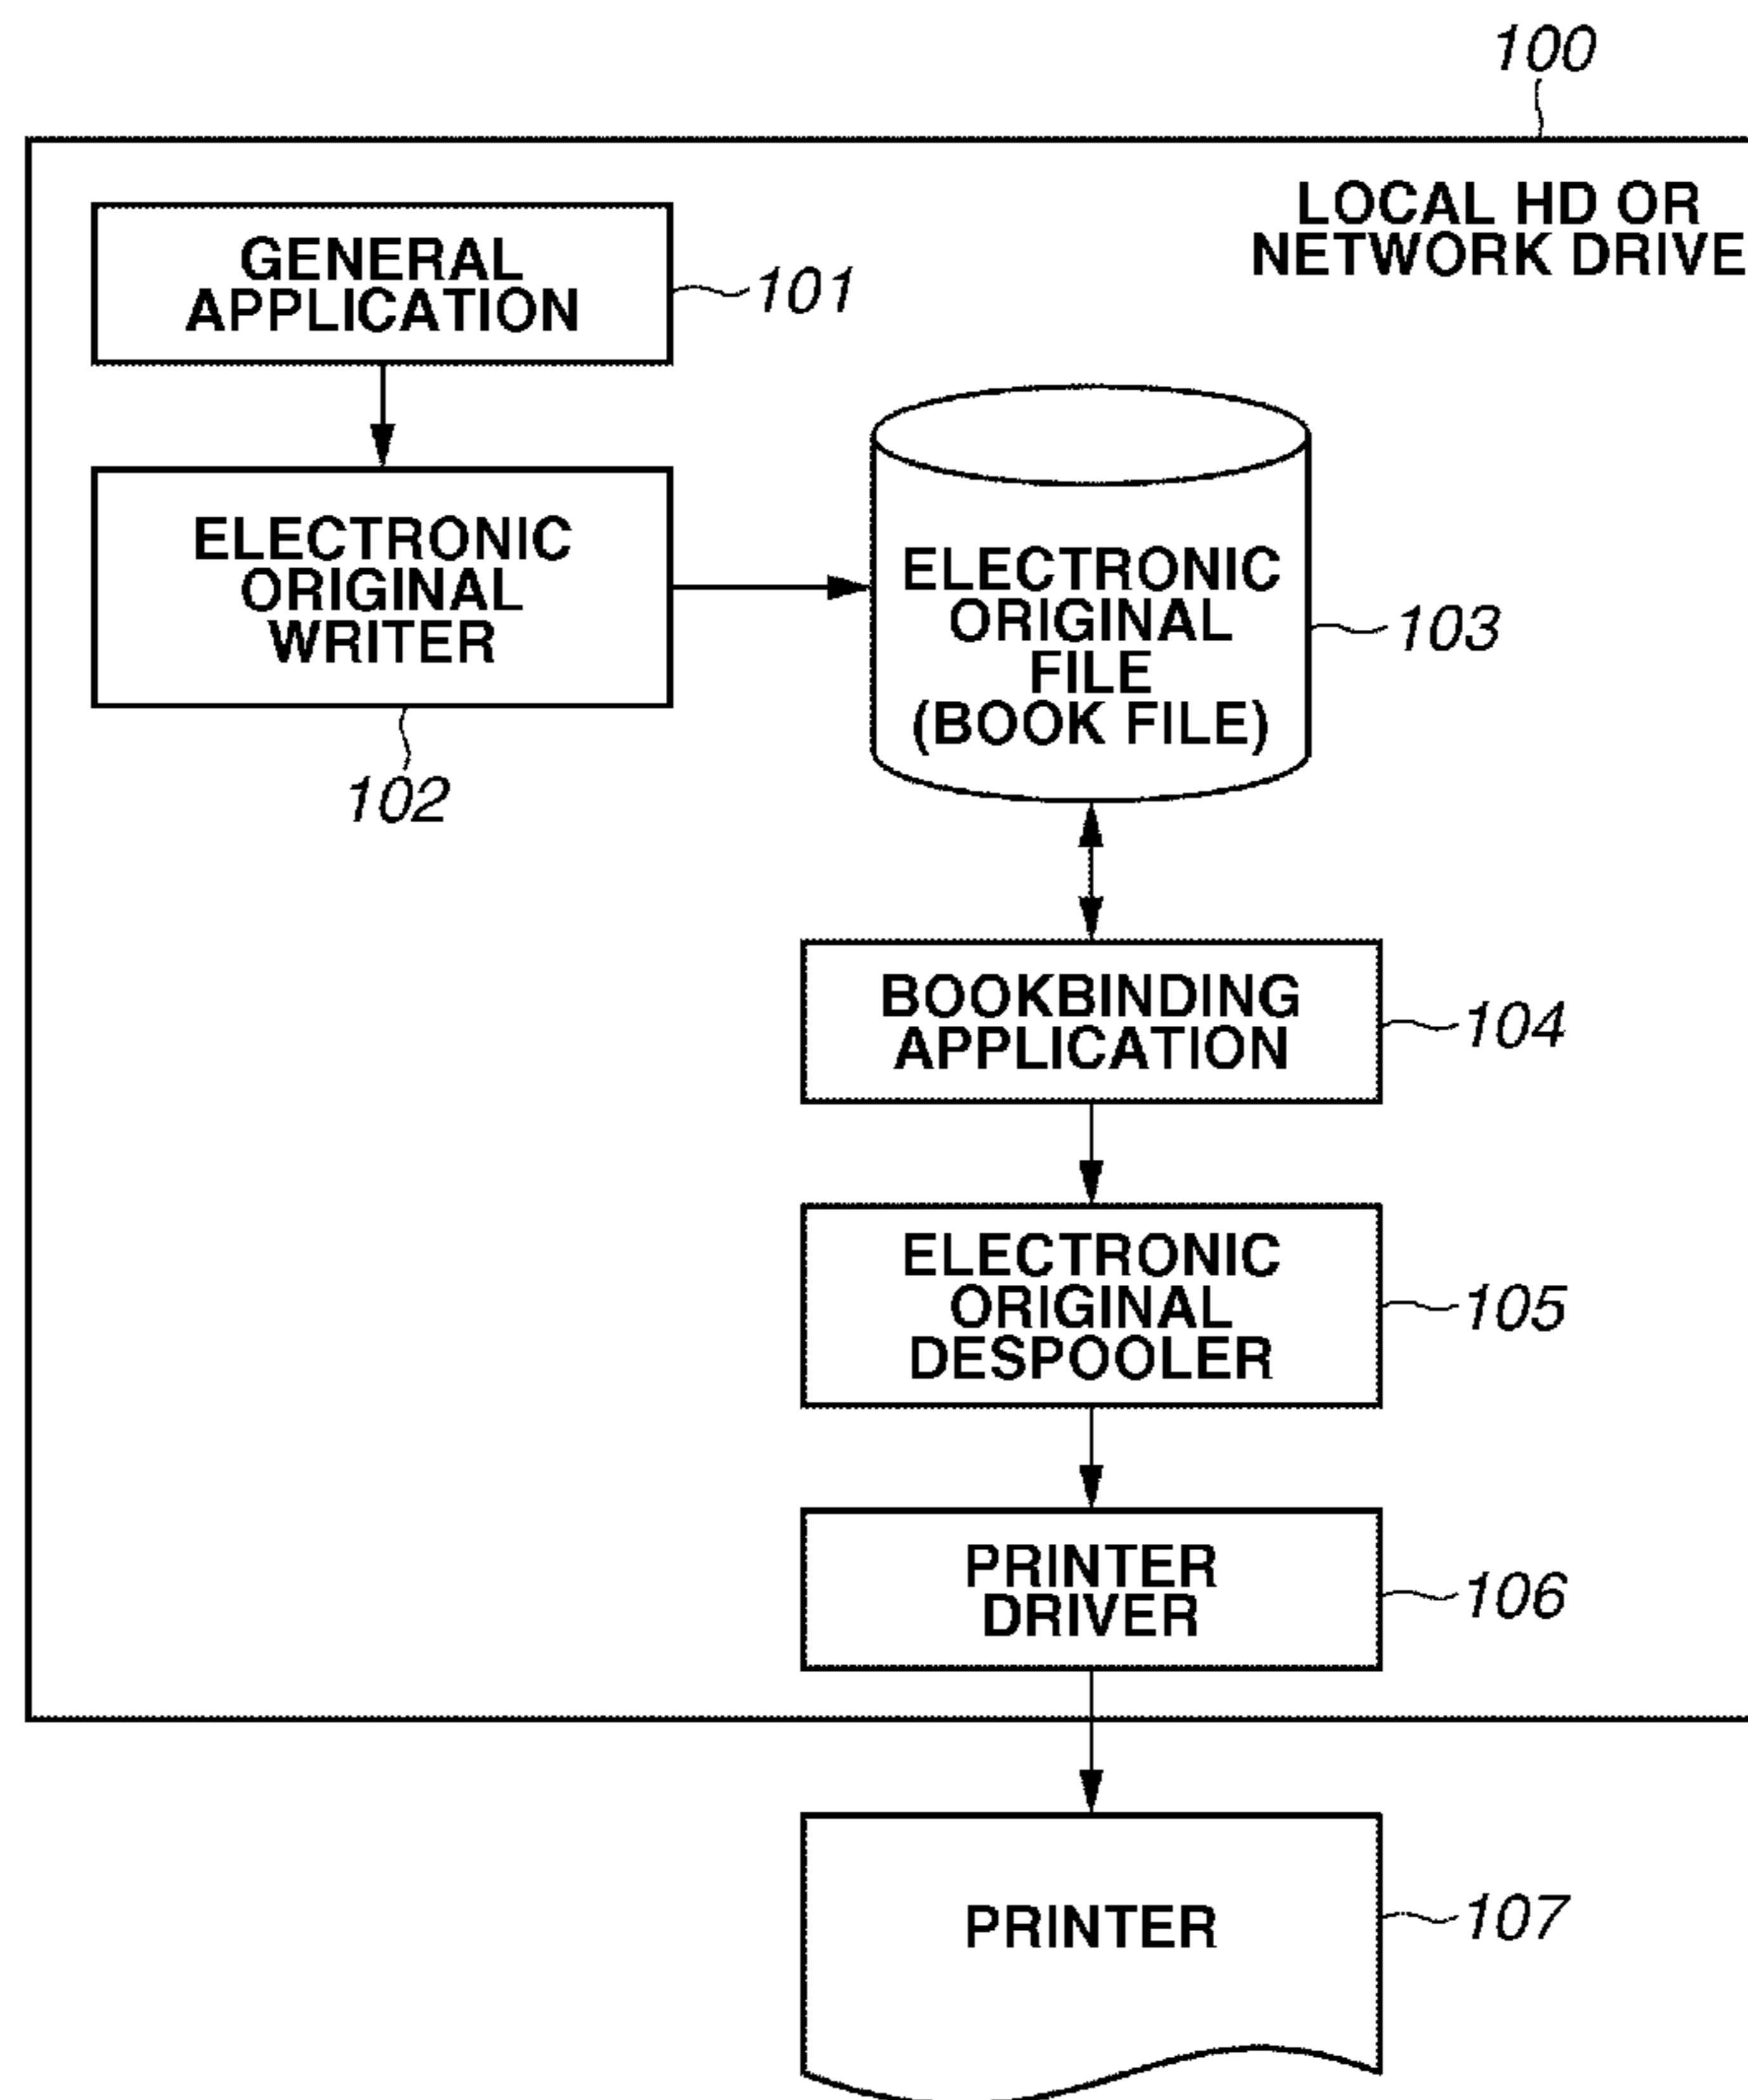 100
LOCAL HD OR
NETWORK DRIVE
GENERAL
APPLICATION
101
ELECTRONIC
ORIGINAL
WRITER
102
ELECTRONIC
ORIGINAL
FILE
(BOOK FILE)
103
BOOKBINDING
APPLICATION
104
ELECTRONIC
ORIGINAL
DESPOOLER
105
PRINTER
DRIVER
106
PRINTER
107